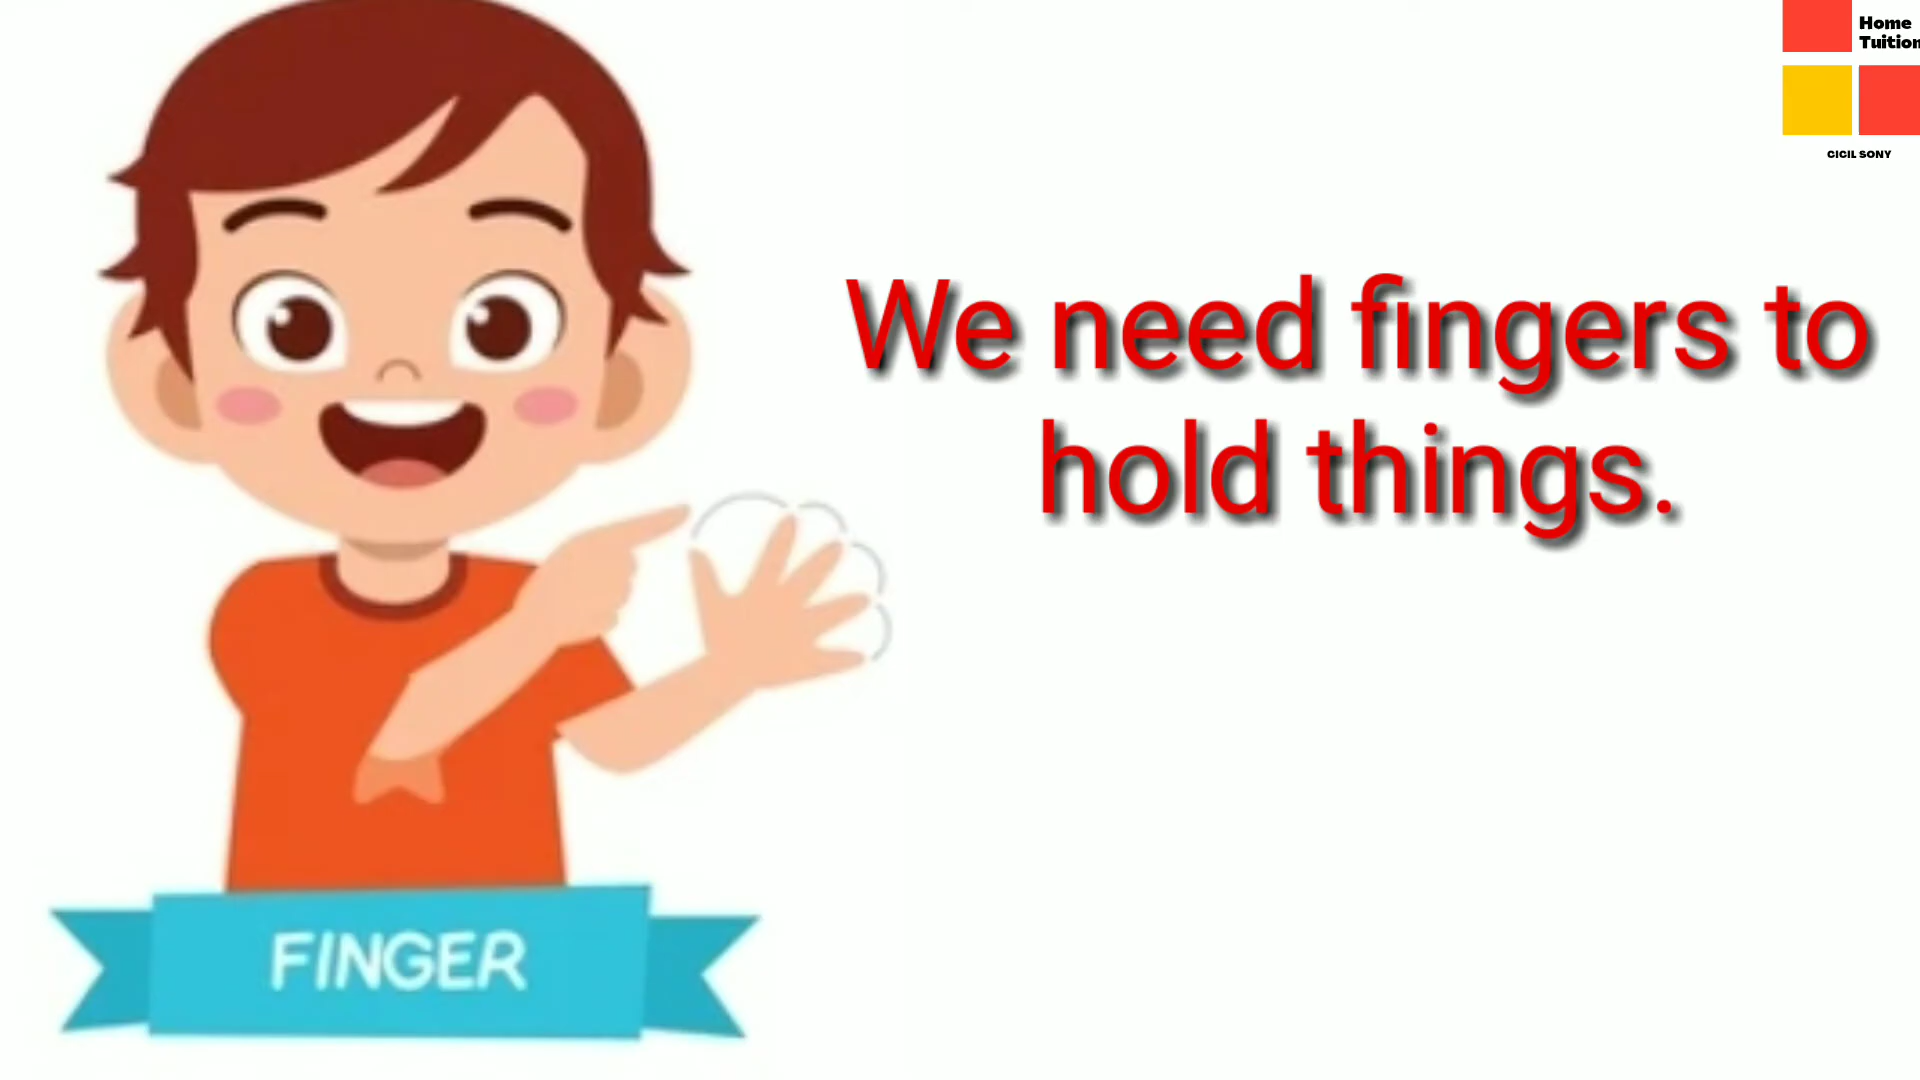 Home
Tuition
CICIL SONY
We need fingers to
hold things.
FINGER